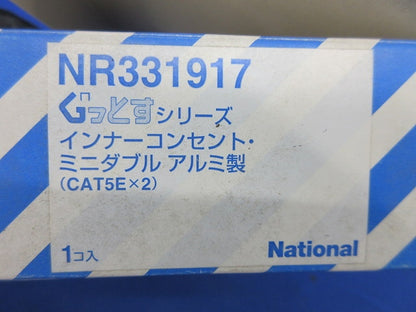 NR331917
ぐっとすシリーズ
インナーコンセント・
ミニダブル アルミ製
(CAT5E×2)
1コ入
National